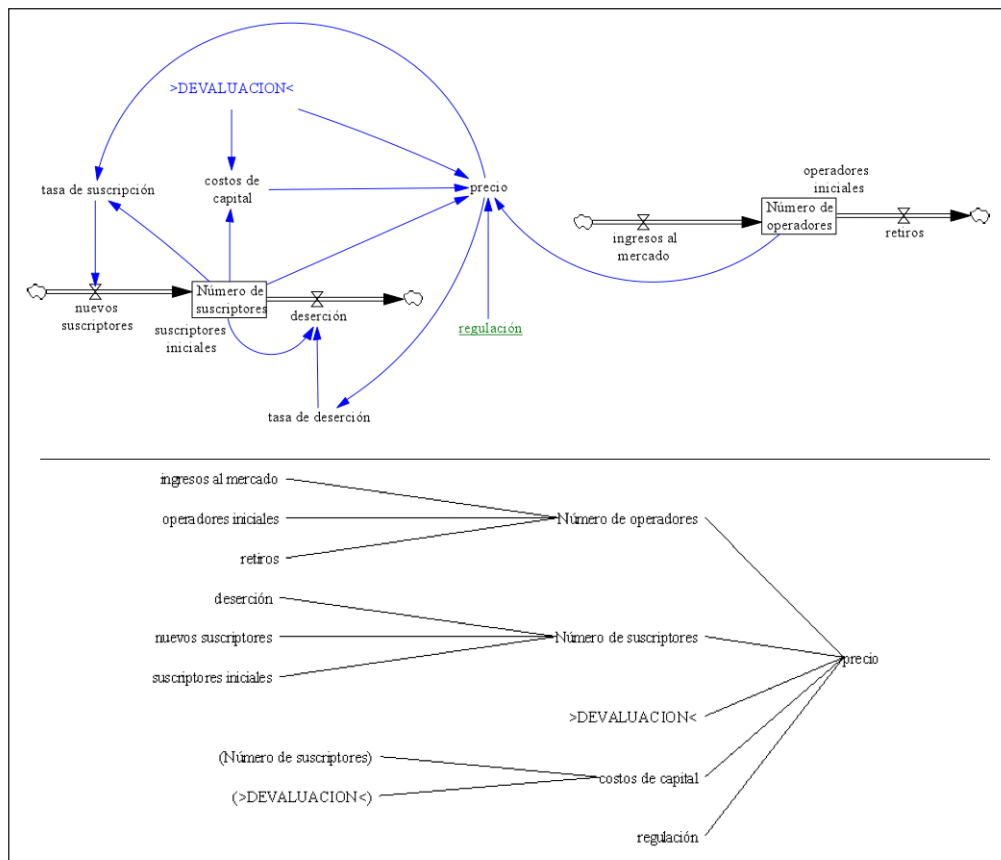 >DEVALUACION<
tasa de suscripción
costos de
capital
precio
operadores
iniciales
Número de
operadores
ingresos al
mercado
retiros
Número de
suscriptores
nuevos
suscriptores
suscriptores
iniciales
deserción
regulación
tasa de deserción
ingresos al mercado
operadores iniciales
Número de operadores
retiros
deserción
nuevos suscriptores
Número de suscriptores
precio
suscriptores iniciales
>DEVALUACION<
(Número de suscriptores)
costos de capital
(>DEVALUACION<)
regulación